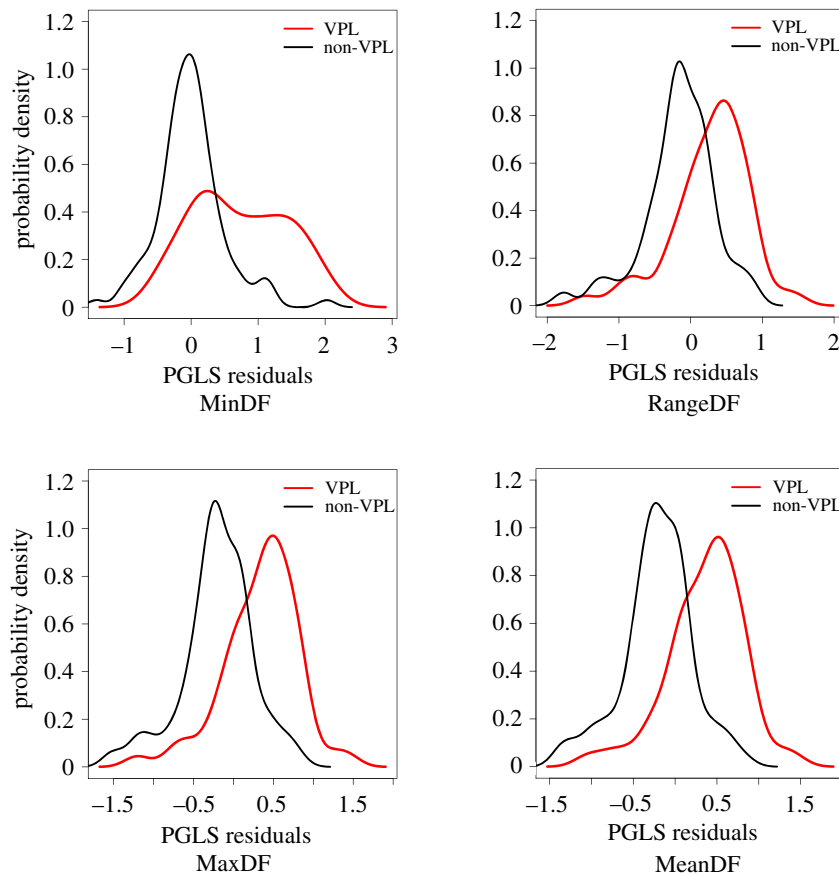 VPL
non-VPL
1.2
1.0
0.8
0.6
0.4
0.2
0
probability density
–1 0 1 2 3
PGLS residuals
MinDF
VPL
non-VPL
1.2
1.0
0.8
0.6
0.4
0.2
0
–2 –1 0 1 2
PGLS residuals
RangeDF
VPL
non-VPL
1.2
1.0
0.8
0.6
0.4
0.2
0
probability density
–1.5 –0.5 0.5 1.5
PGLS residuals
MaxDF
VPL
non-VPL
1.2
1.0
0.8
0.6
0.4
0.2
0
–1.5 –0.5 0.5 1.5
PGLS residuals
MeanDF